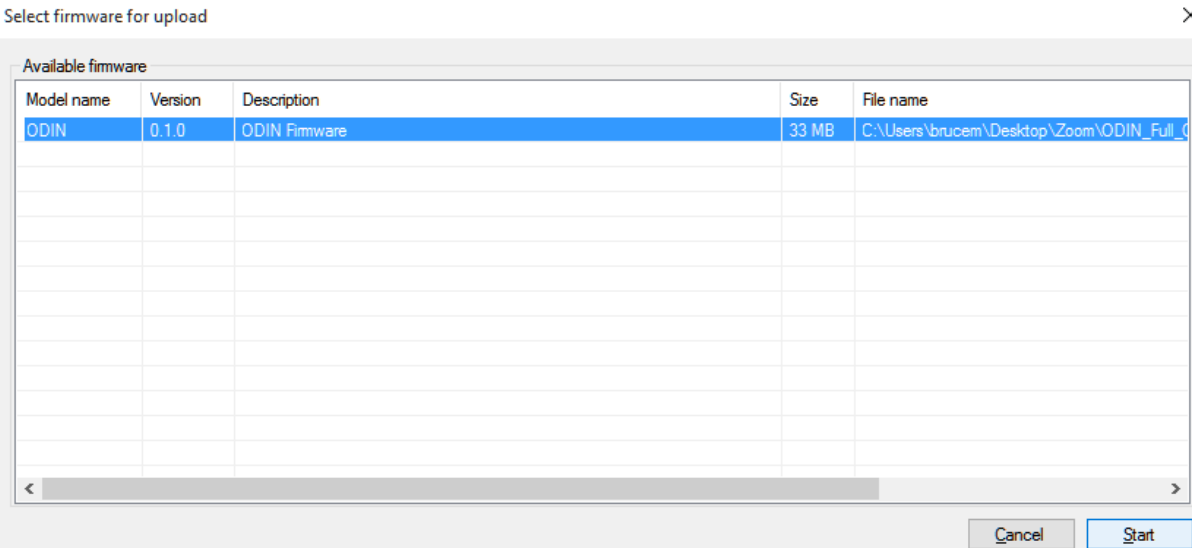 Select firmware for upload
Available firmware
Model name Version Description Size File name
ODIN 0.1.0 ODIN Firmware 33 MB C:\Users\brucem\Desktop\Zoom\ODIN_Full_
Cancel Start